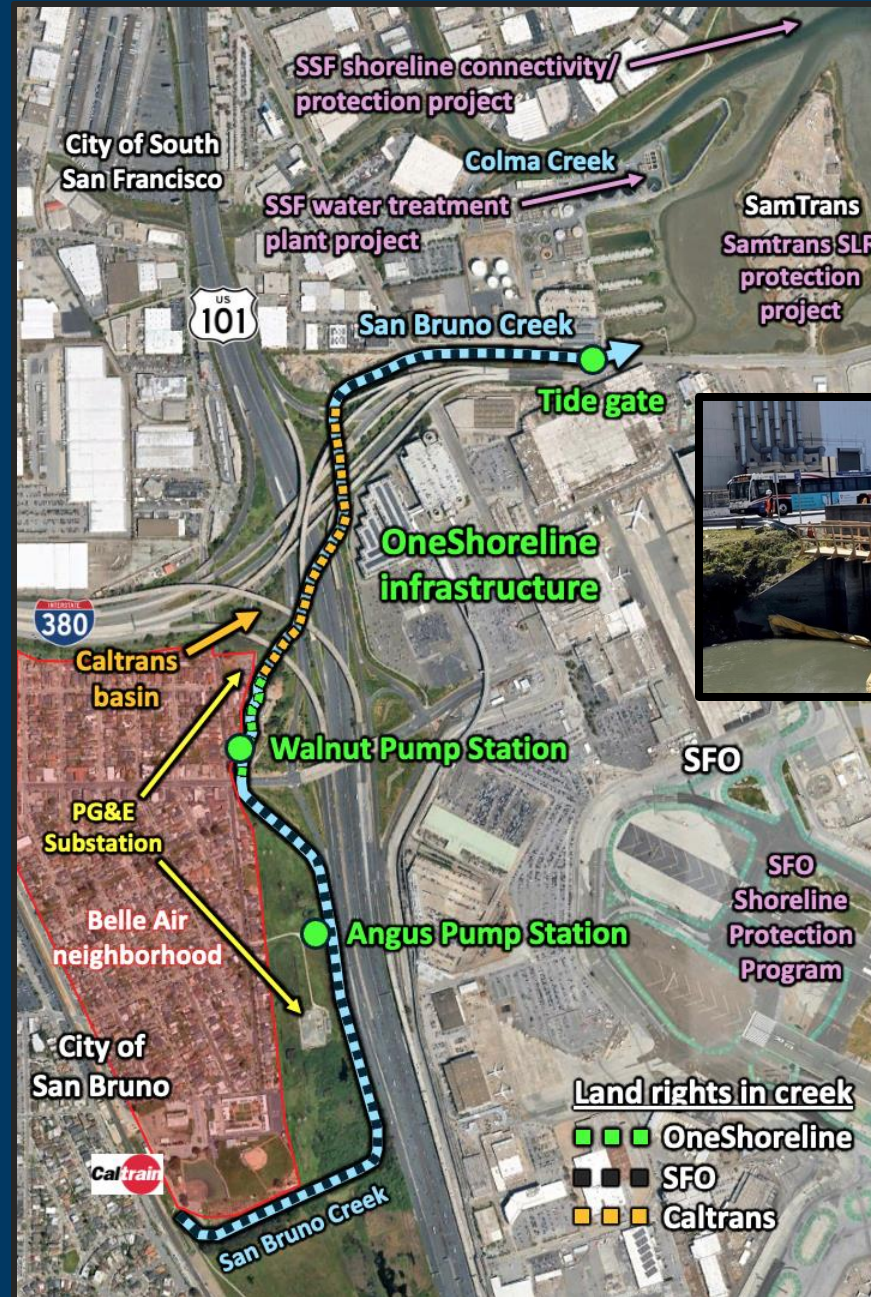 SSF shoreline connectivity/
protection project
City of South
San Francisco
Colma Creek
SSF water treatment
plant project
SamTrans
Samtrans SLR
protection
project
US
101
San Bruno Creek
Tide gate
OneShoreline
infrastructure
INTERSTATE
380
Caltrans
basin
Walnut Pump Station
SFO
PG&E
Substation
SFO
Shoreline
Protection
Program
Belle Air
neighborhood
Angus Pump Station
City of
San Bruno
Caltrain
San Bruno Creek
Land rights in creek
OneShoreline
SFO
Caltrans